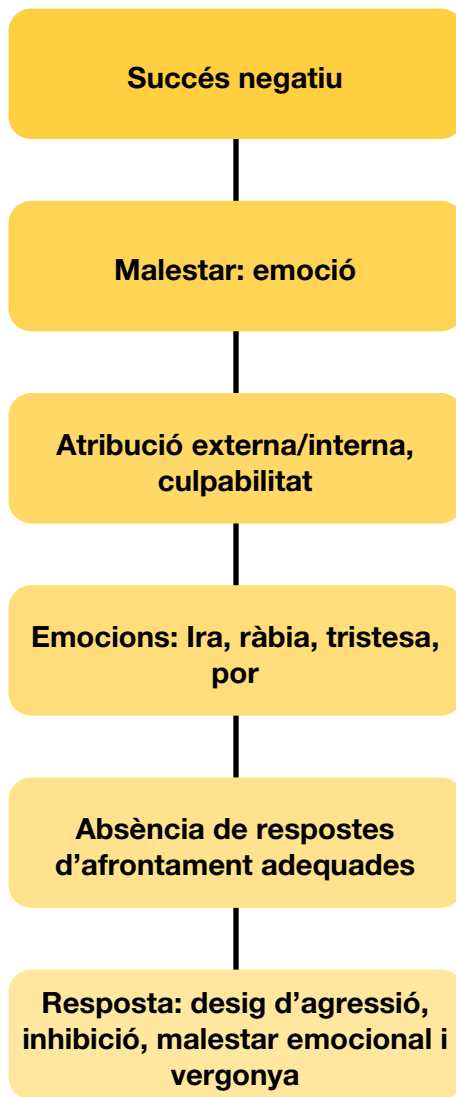 Succés negatiu
Malestar: emoció
Atribució externa/interna,
culpabilitat
Emocions: Ira, ràbia, tristesa,
por
Absència de respostes
d’afrontament adequades
Resposta: desig d’agressió,
inhibició, malestar emocional i
vergonya